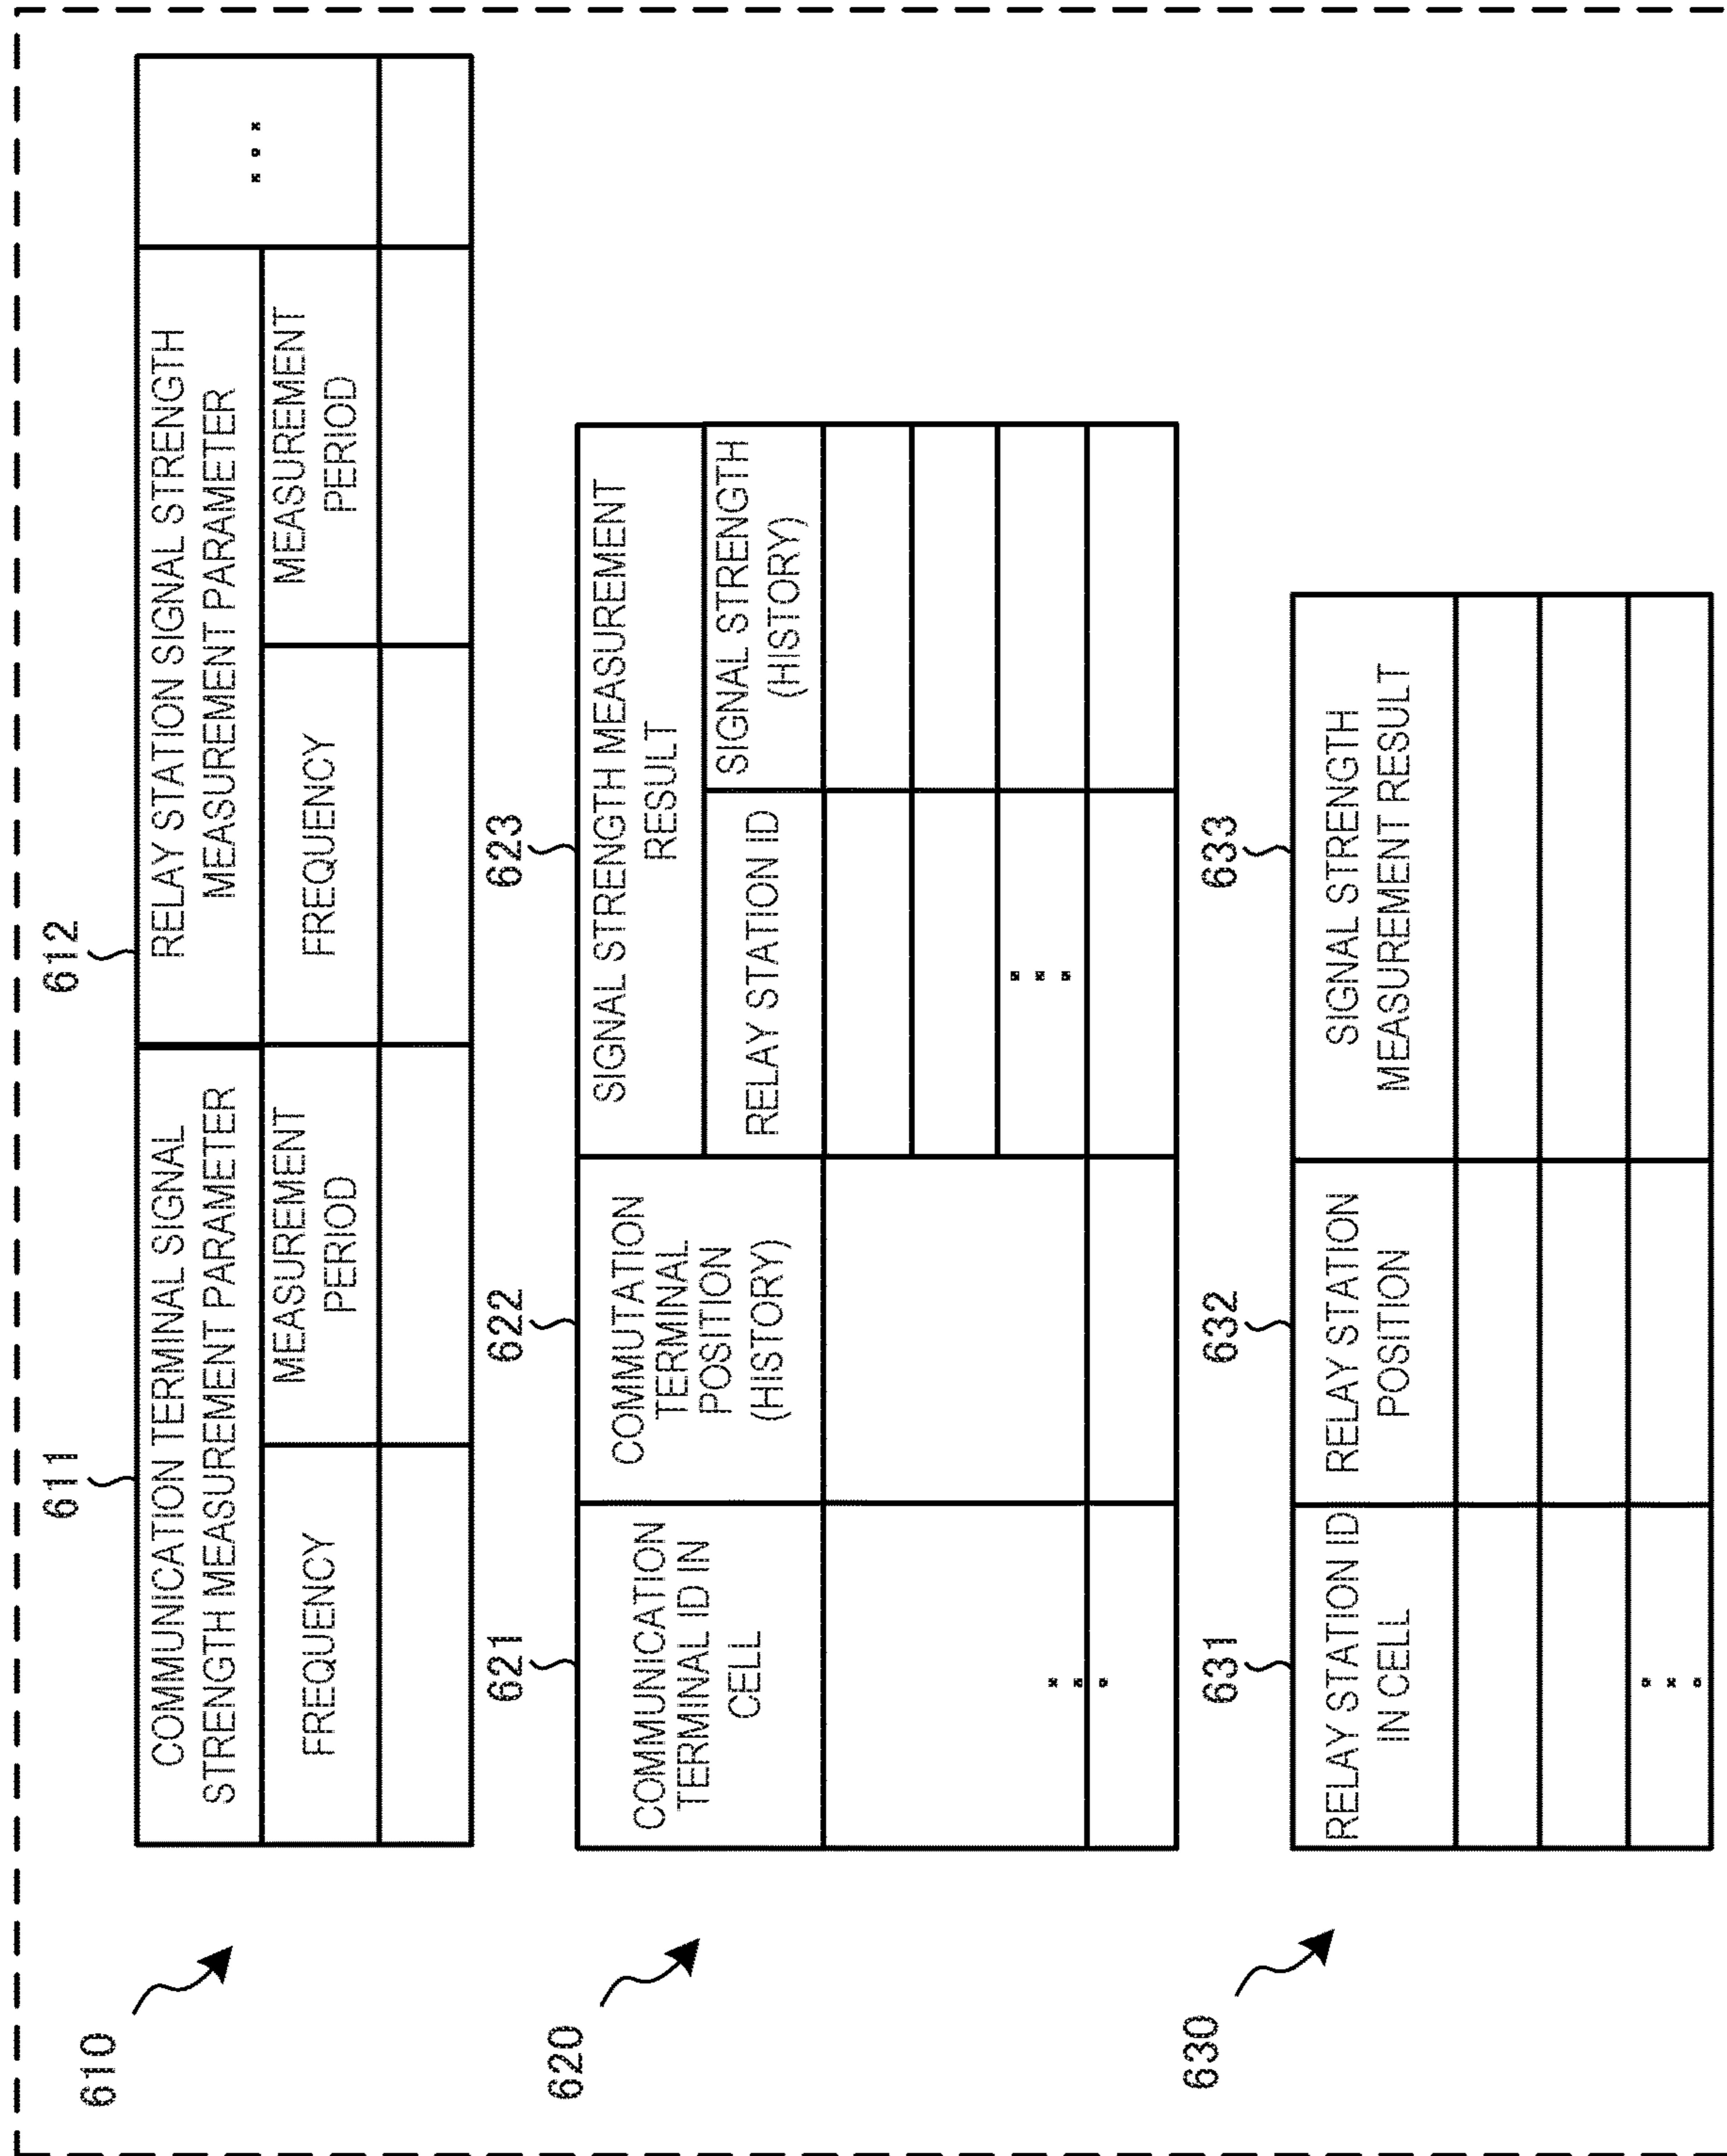 610
611
COMMUNICATION TERMINAL SIGNAL
STRENGTH MEASUREMENT PARAMETER
FREQUENCY
MEASUREMENT
PERIOD
612
RELAY STATION SIGNAL STRENGTH
MEASUREMENT PARAMETER
FREQUENCY
MEASUREMENT
PERIOD
...
620
621
COMMUNICATION
TERMINAL ID IN
CELL
...
622
COMMUTATION
TERMINAL
POSITION
(HISTORY)
623
SIGNAL STRENGTH MEASUREMENT
RESULT
RELAY STATION ID
...
SIGNAL STRENGTH
(HISTORY)
630
631
RELAY STATION ID
IN CELL
...
632
RELAY STATION
POSITION
633
SIGNAL STRENGTH
MEASUREMENT RESULT